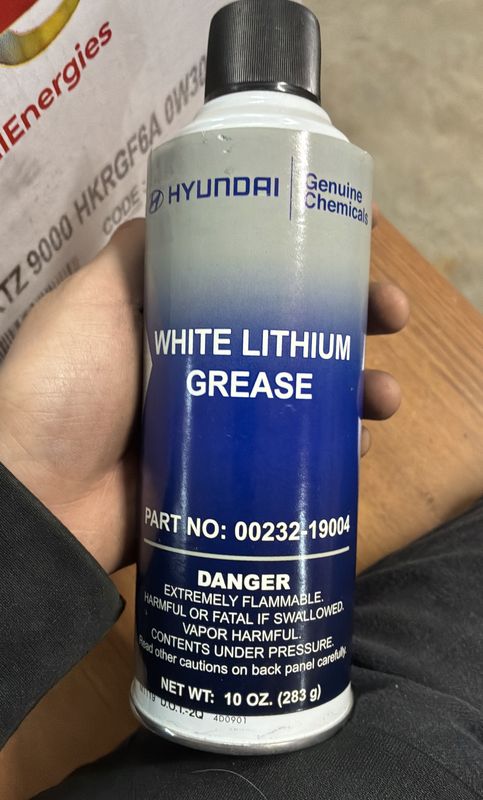 lEnergies
TZ 9000 HKRGF6A 0W30
CODE
HYUNDAI
Genuine
Chemicals
WHITE LITHIUM
GREASE
PART NO: 00232-19004
DANGER
EXTREMELY FLAMMABLE.
HARMFUL OR FATAL IF SWALLOWED.
VAPOR HARMFUL.
CONTENTS UNDER PRESSURE.
Read other cautions on back panel carefully.
NET WT: 10 OZ. (283 g)
D.O.T.-2Q 4D0901